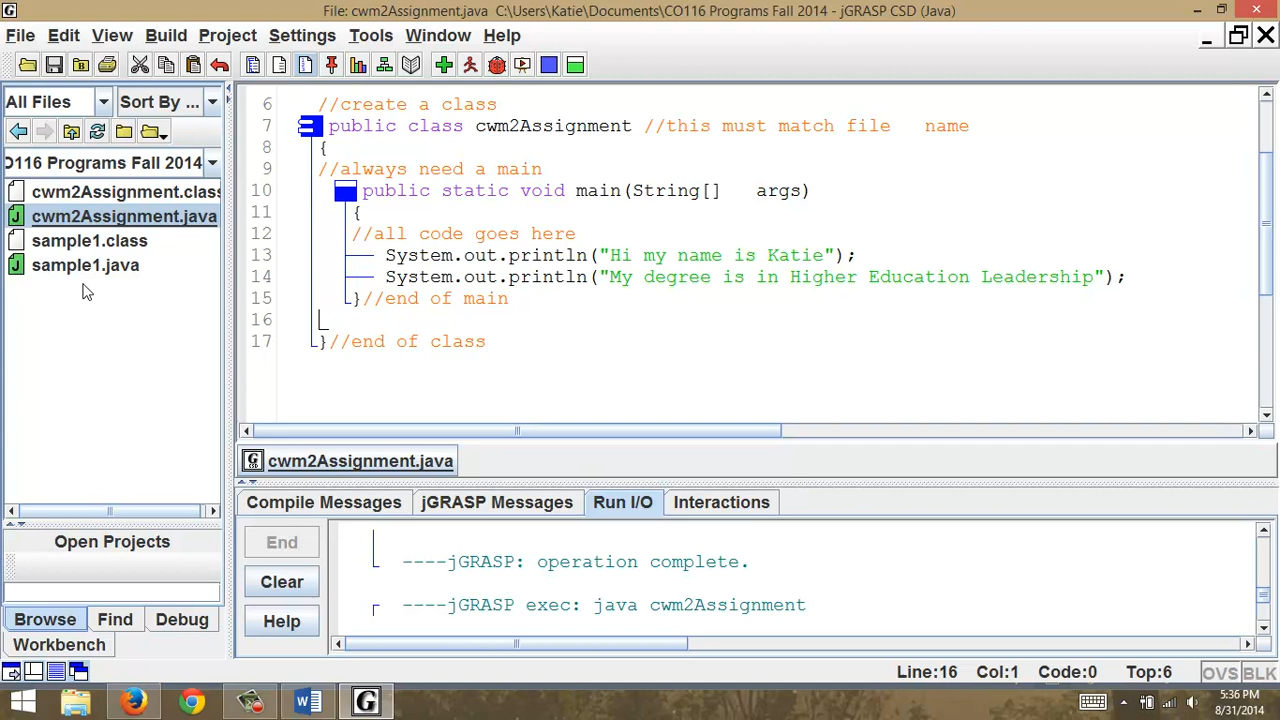 File: cwm2Assignment.java C:\Users\Katie\Documents\CO116 Programs Fall 2014 - jGRASP CSD (Java)
File Edit View Build Project Settings Tools Window Help
All Files Sort By ...
O116 Programs Fall 2014
cwm2Assignment.class
cwm2Assignment.java
sample1.class
sample1.java
6 //create a class
7 public class cwm2Assignment //this must match file name
8 {
9 //always need a main
10 public static void main(String[] args)
11 {
12 //all code goes here
13 System.out.println("Hi my name is Katie");
14 System.out.println("My degree is in Higher Education Leadership");
15 }//end of main
16
17 }//end of class
cwm2Assignment.java
Compile Messages jGRASP Messages Run I/O Interactions
End
Clear
Help
----jGRASP: operation complete.
----jGRASP exec: java cwm2Assignment
Open Projects
Browse Find Debug
Workbench
Line:16 Col:1 Code:0 Top:6 OVS BLK
5:36 PM
8/31/2014